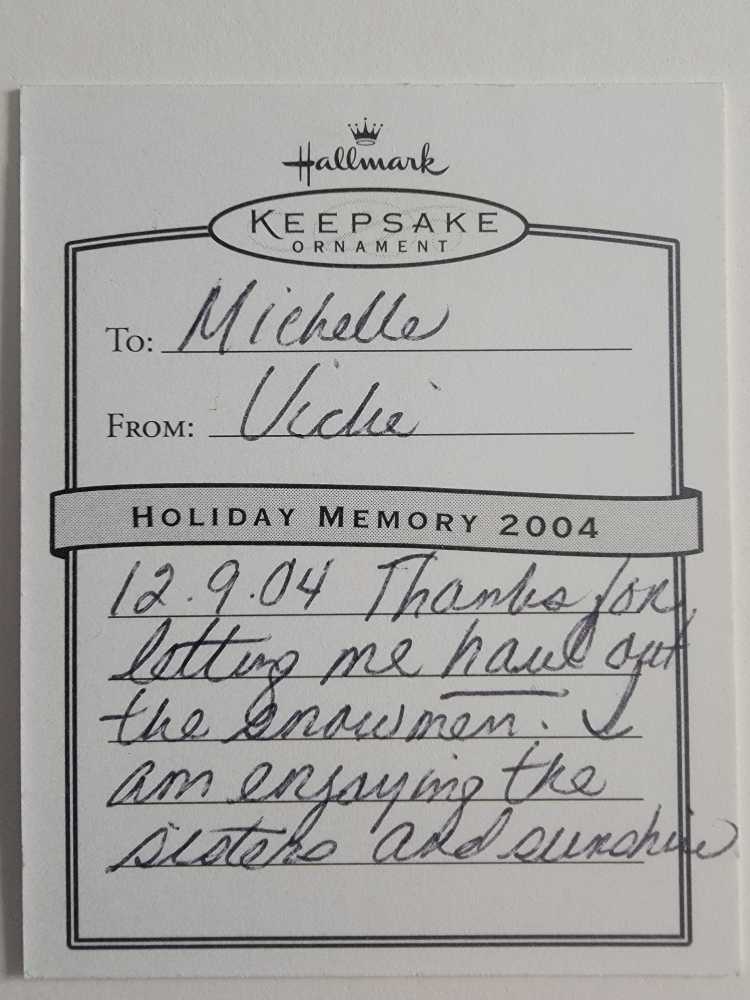 Hallmark
KEEPSAKE
ORNAMENT
TO: Michelle
FROM: Vickie
HOLIDAY MEMORY 2004
12.9.04 Thanks for
letting me haul out
the snowmen. I
am enjoying the
sisters and sunshine